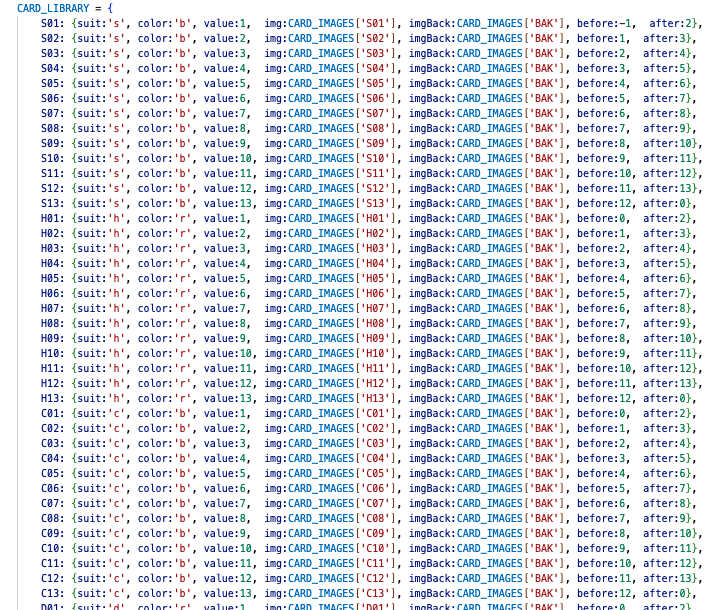 CARD_LIBRARY = {
S01: {suit:'s', color:'b', value:1,  img:CARD_IMAGES['S01'], imgBack:CARD_IMAGES['BAK'], before:-1,  after:2},
S02: {suit:'s', color:'b', value:2,  img:CARD_IMAGES['S02'], imgBack:CARD_IMAGES['BAK'], before:1,  after:3},
S03: {suit:'s', color:'b', value:3,  img:CARD_IMAGES['S03'], imgBack:CARD_IMAGES['BAK'], before:2,  after:4},
S04: {suit:'s', color:'b', value:4,  img:CARD_IMAGES['S04'], imgBack:CARD_IMAGES['BAK'], before:3,  after:5},
S05: {suit:'s', color:'b', value:5,  img:CARD_IMAGES['S05'], imgBack:CARD_IMAGES['BAK'], before:4,  after:6},
S06: {suit:'s', color:'b', value:6,  img:CARD_IMAGES['S06'], imgBack:CARD_IMAGES['BAK'], before:5,  after:7},
S07: {suit:'s', color:'b', value:7,  img:CARD_IMAGES['S07'], imgBack:CARD_IMAGES['BAK'], before:6,  after:8},
S08: {suit:'s', color:'b', value:8,  img:CARD_IMAGES['S08'], imgBack:CARD_IMAGES['BAK'], before:7,  after:9},
S09: {suit:'s', color:'b', value:9,  img:CARD_IMAGES['S09'], imgBack:CARD_IMAGES['BAK'], before:8,  after:10},
S10: {suit:'s', color:'b', value:10, img:CARD_IMAGES['S10'], imgBack:CARD_IMAGES['BAK'], before:9,  after:11},
S11: {suit:'s', color:'b', value:11, img:CARD_IMAGES['S11'], imgBack:CARD_IMAGES['BAK'], before:10, after:12},
S12: {suit:'s', color:'b', value:12, img:CARD_IMAGES['S12'], imgBack:CARD_IMAGES['BAK'], before:11, after:13},
S13: {suit:'s', color:'b', value:13, img:CARD_IMAGES['S13'], imgBack:CARD_IMAGES['BAK'], before:12, after:0},
H01: {suit:'h', color:'r', value:1,  img:CARD_IMAGES['H01'], imgBack:CARD_IMAGES['BAK'], before:0,  after:2},
H02: {suit:'h', color:'r', value:2,  img:CARD_IMAGES['H02'], imgBack:CARD_IMAGES['BAK'], before:1,  after:3},
H03: {suit:'h', color:'r', value:3,  img:CARD_IMAGES['H03'], imgBack:CARD_IMAGES['BAK'], before:2,  after:4},
H04: {suit:'h', color:'r', value:4,  img:CARD_IMAGES['H04'], imgBack:CARD_IMAGES['BAK'], before:3,  after:5},
H05: {suit:'h', color:'r', value:5,  img:CARD_IMAGES['H05'], imgBack:CARD_IMAGES['BAK'], before:4,  after:6},
H06: {suit:'h', color:'r', value:6,  img:CARD_IMAGES['H06'], imgBack:CARD_IMAGES['BAK'], before:5,  after:7},
H07: {suit:'h', color:'r', value:7,  img:CARD_IMAGES['H07'], imgBack:CARD_IMAGES['BAK'], before:6,  after:8},
H08: {suit:'h', color:'r', value:8,  img:CARD_IMAGES['H08'], imgBack:CARD_IMAGES['BAK'], before:7,  after:9},
H09: {suit:'h', color:'r', value:9,  img:CARD_IMAGES['H09'], imgBack:CARD_IMAGES['BAK'], before:8,  after:10},
H10: {suit:'h', color:'r', value:10, img:CARD_IMAGES['H10'], imgBack:CARD_IMAGES['BAK'], before:9,  after:11},
H11: {suit:'h', color:'r', value:11, img:CARD_IMAGES['H11'], imgBack:CARD_IMAGES['BAK'], before:10, after:12},
H12: {suit:'h', color:'r', value:12, img:CARD_IMAGES['H12'], imgBack:CARD_IMAGES['BAK'], before:11, after:13},
H13: {suit:'h', color:'r', value:13, img:CARD_IMAGES['H13'], imgBack:CARD_IMAGES['BAK'], before:12, after:0},
C01: {suit:'c', color:'b', value:1,  img:CARD_IMAGES['C01'], imgBack:CARD_IMAGES['BAK'], before:0,  after:2},
C02: {suit:'c', color:'b', value:2,  img:CARD_IMAGES['C02'], imgBack:CARD_IMAGES['BAK'], before:1,  after:3},
C03: {suit:'c', color:'b', value:3,  img:CARD_IMAGES['C03'], imgBack:CARD_IMAGES['BAK'], before:2,  after:4},
C04: {suit:'c', color:'b', value:4,  img:CARD_IMAGES['C04'], imgBack:CARD_IMAGES['BAK'], before:3,  after:5},
C05: {suit:'c', color:'b', value:5,  img:CARD_IMAGES['C05'], imgBack:CARD_IMAGES['BAK'], before:4,  after:6},
C06: {suit:'c', color:'b', value:6,  img:CARD_IMAGES['C06'], imgBack:CARD_IMAGES['BAK'], before:5,  after:7},
C07: {suit:'c', color:'b', value:7,  img:CARD_IMAGES['C07'], imgBack:CARD_IMAGES['BAK'], before:6,  after:8},
C08: {suit:'c', color:'b', value:8,  img:CARD_IMAGES['C08'], imgBack:CARD_IMAGES['BAK'], before:7,  after:9},
C09: {suit:'c', color:'b', value:9,  img:CARD_IMAGES['C09'], imgBack:CARD_IMAGES['BAK'], before:8,  after:10},
C10: {suit:'c', color:'b', value:10, img:CARD_IMAGES['C10'], imgBack:CARD_IMAGES['BAK'], before:9,  after:11},
C11: {suit:'c', color:'b', value:11, img:CARD_IMAGES['C11'], imgBack:CARD_IMAGES['BAK'], before:10, after:12},
C12: {suit:'c', color:'b', value:12, img:CARD_IMAGES['C12'], imgBack:CARD_IMAGES['BAK'], before:11, after:13},
C13: {suit:'c', color:'b', value:13, img:CARD_IMAGES['C13'], imgBack:CARD_IMAGES['BAK'], before:12, after:0},
D01: {suit:'d', color:'r', value:1,  img:CARD_IMAGES['D01'], imgBack:CARD_IMAGES['BAK'], before:0,  after:2},